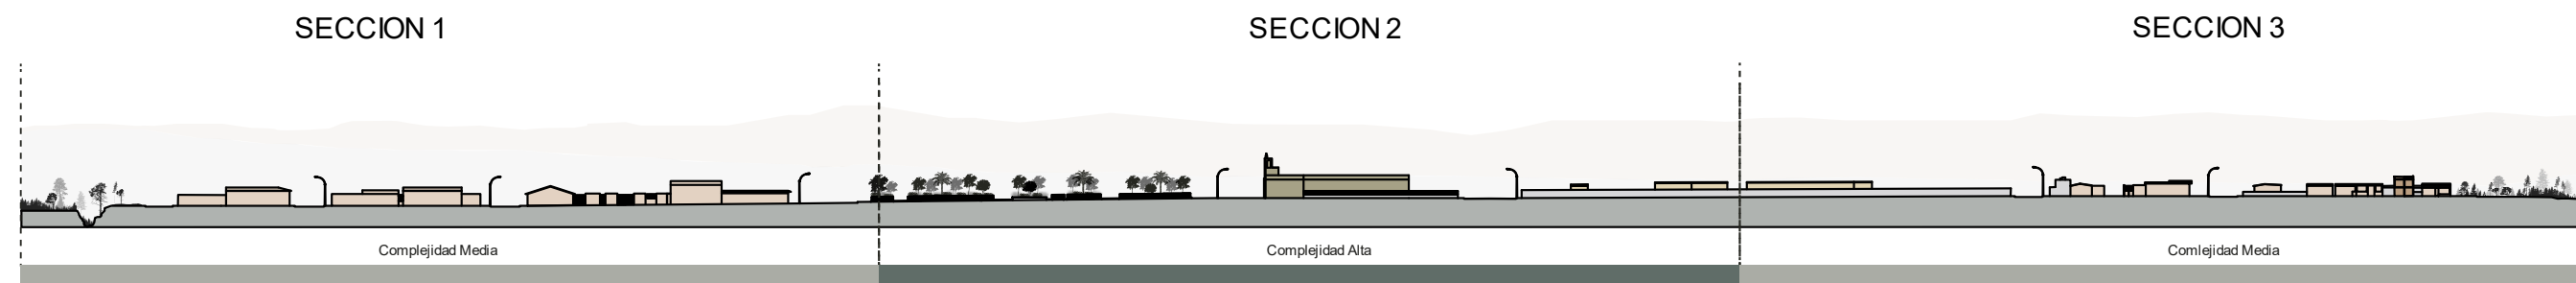 SECCION 1
SECCION 2
SECCION 3
Complejidad Media
Complejidad Alta
Comlejidad Media